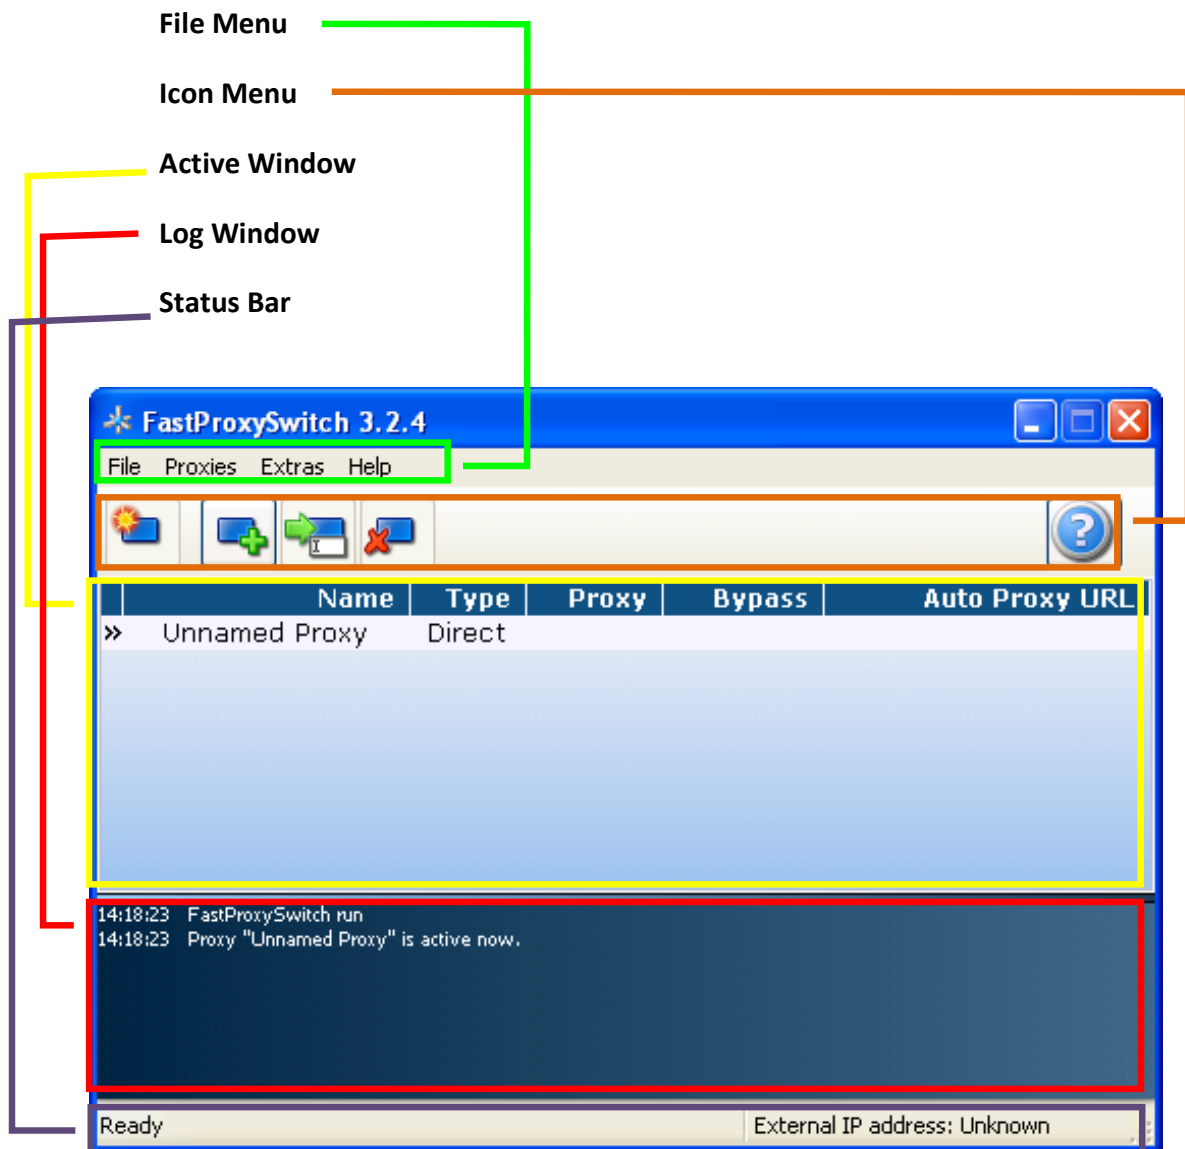 File Menu
Icon Menu
Active Window
Log Window
Status Bar
FastProxySwitch 3.2.4
File Proxies Extras Help
Name Type Proxy Bypass Auto Proxy URL
» Unnamed Proxy Direct
14:18:23 FastProxySwitch run
14:18:23 Proxy "Unnamed Proxy" is active now.
Ready External IP address: Unknown